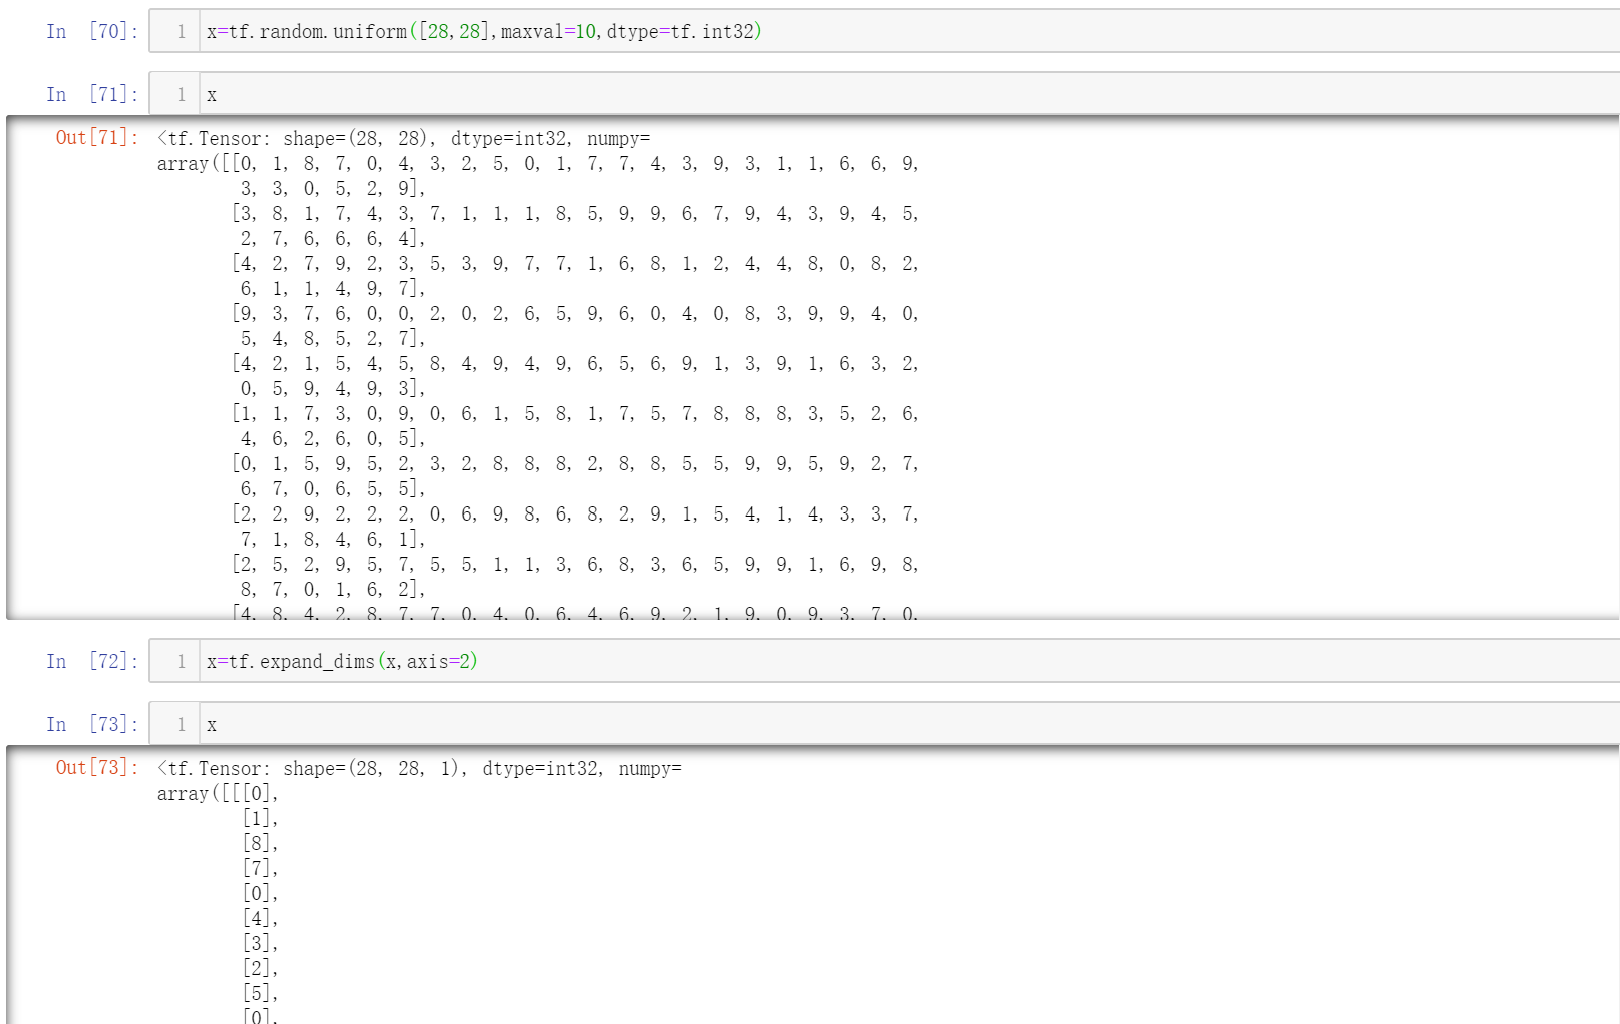 In [70]: 1 x=tf.random.uniform([28,28],maxval=10,dtype=tf.int32)
In [71]: 1 x
Out[71]: <tf.Tensor: shape=(28, 28), dtype=int32, numpy=
array([[0, 1, 8, 7, 0, 4, 3, 2, 5, 0, 1, 7, 7, 4, 3, 9, 3, 1, 1, 6, 6, 9,
3, 3, 0, 5, 2, 9],
[3, 8, 1, 7, 4, 3, 7, 1, 1, 1, 8, 5, 9, 9, 6, 7, 9, 4, 3, 9, 4, 5,
2, 7, 6, 6, 6, 4],
[4, 2, 7, 9, 2, 3, 5, 3, 9, 7, 7, 1, 6, 8, 1, 2, 4, 4, 8, 0, 8, 2,
6, 1, 1, 4, 9, 7],
[9, 3, 7, 6, 0, 0, 2, 0, 2, 6, 5, 9, 6, 0, 4, 0, 8, 3, 9, 9, 4, 0,
5, 4, 8, 5, 2, 7],
[4, 2, 1, 5, 4, 5, 8, 4, 9, 4, 9, 6, 5, 6, 9, 1, 3, 9, 1, 6, 3, 2,
0, 5, 9, 4, 9, 3],
[1, 1, 7, 3, 0, 9, 0, 6, 1, 5, 8, 1, 7, 5, 7, 8, 8, 8, 3, 5, 2, 6,
4, 6, 2, 6, 0, 5],
[0, 1, 5, 9, 5, 2, 3, 2, 8, 8, 8, 2, 8, 8, 5, 5, 9, 9, 5, 9, 2, 7,
6, 7, 0, 6, 5, 5],
[2, 2, 9, 2, 2, 2, 0, 6, 9, 8, 6, 8, 2, 9, 1, 5, 4, 1, 4, 3, 3, 7,
7, 1, 8, 4, 6, 1],
[2, 5, 2, 9, 5, 7, 5, 5, 1, 1, 3, 6, 8, 3, 6, 5, 9, 9, 1, 6, 9, 8,
8, 7, 0, 1, 6, 2],
[4, 8, 4, 2, 8, 7, 7, 0, 4, 0, 6, 4, 6, 9, 2, 1, 9, 0, 9, 3, 7, 0,
In [72]: 1 x=tf.expand_dims(x,axis=2)
In [73]: 1 x
Out[73]: <tf.Tensor: shape=(28, 28, 1), dtype=int32, numpy=
array([[[0],
[1],
[8],
[7],
[0],
[4],
[3],
[2],
[5],
[0],